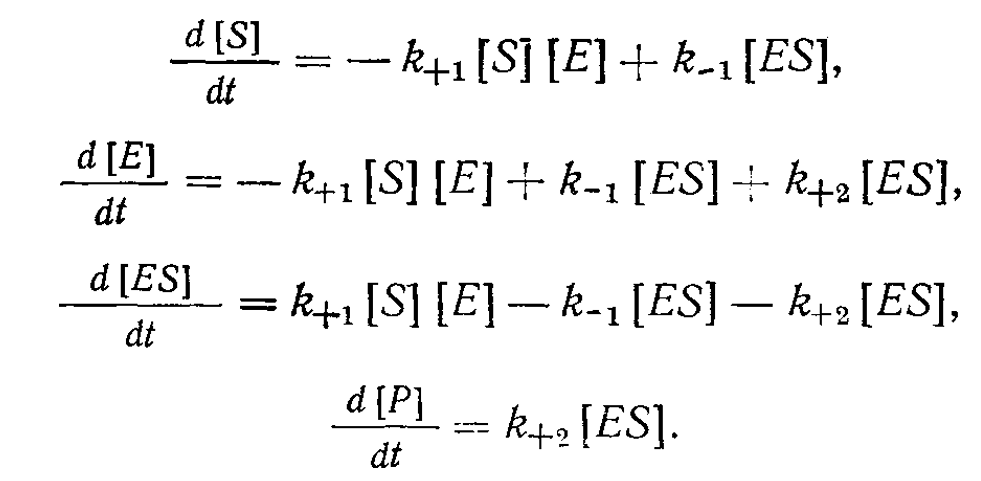 d[S]/dt = − k₊₁ [S] [E] + k₋₁ [ES],
d[E]/dt = − k₊₁ [S] [E] + k₋₁ [ES] + k₊₂ [ES],
d[ES]/dt = k₊₁ [S] [E] − k₋₁ [ES] − k₊₂ [ES],
d[P]/dt = k₊₂ [ES].